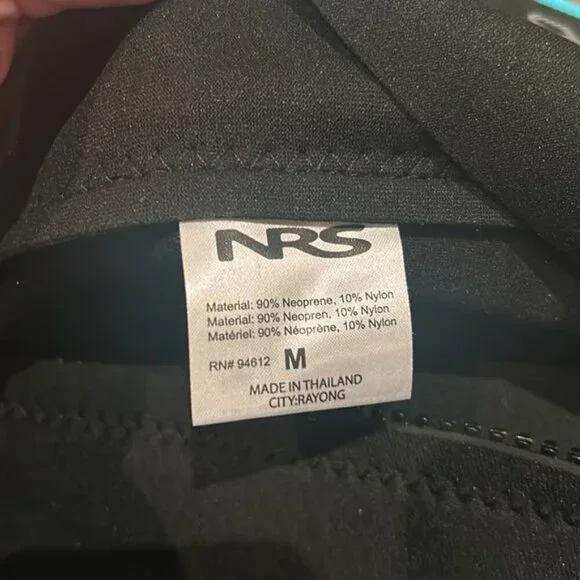 NRS
Material: 90% Neoprene, 10% Nylon
Material: 90% Neopren, 10% Nylon
Matériel: 90% Néoprène, 10% Nylon
RN# 94612 M
MADE IN THAILAND
CITY:RAYONG